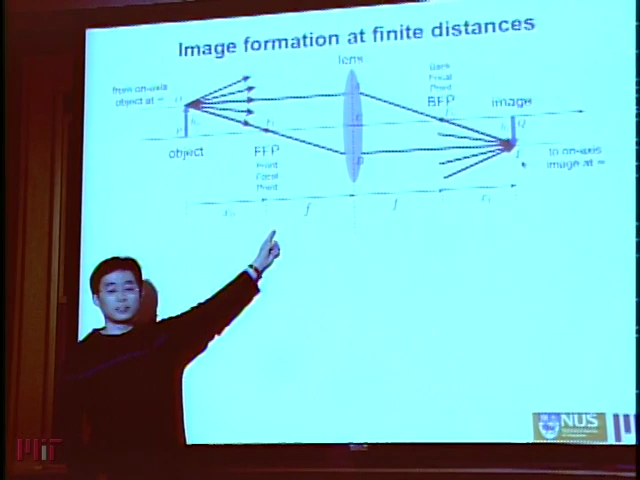 Image formation at finite distances
lens
from on-axis
object at ∞
Back
Focal
Point
BFP
image
object
FFP
Front
Focal
Point
to on-axis
image at ∞
f
f
NUS
MIT